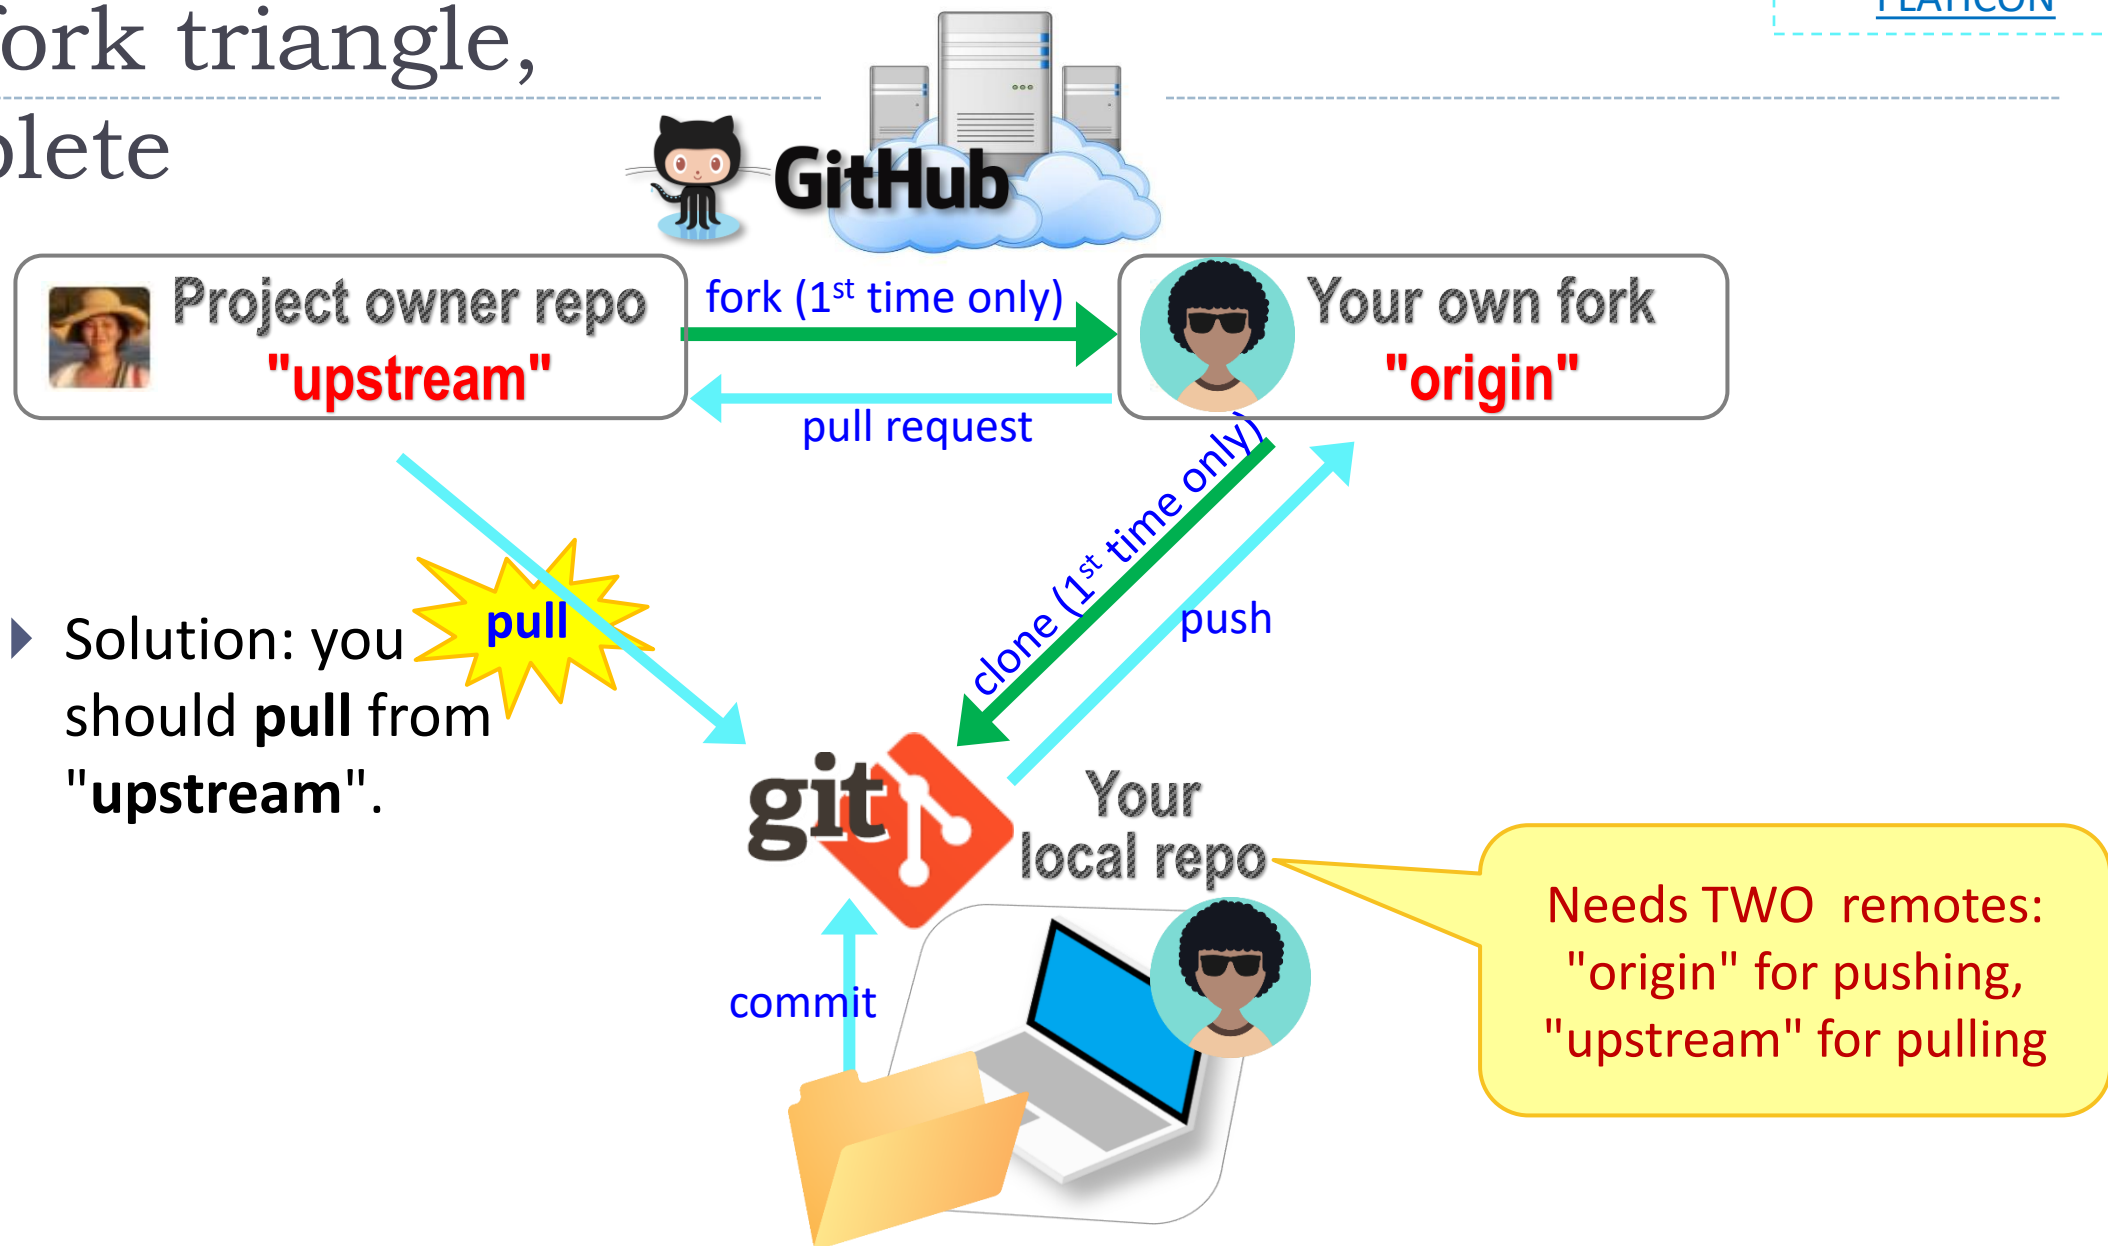 ork triangle,
plete
FLATICON
GitHub
Project owner repo
"upstream"
fork (1st time only)
pull request
Your own fork
"origin"
clone (1st time only)
push
pull
Solution: you
should pull from
"upstream".
git
Your
local repo
commit
Needs TWO remotes:
"origin" for pushing,
"upstream" for pulling